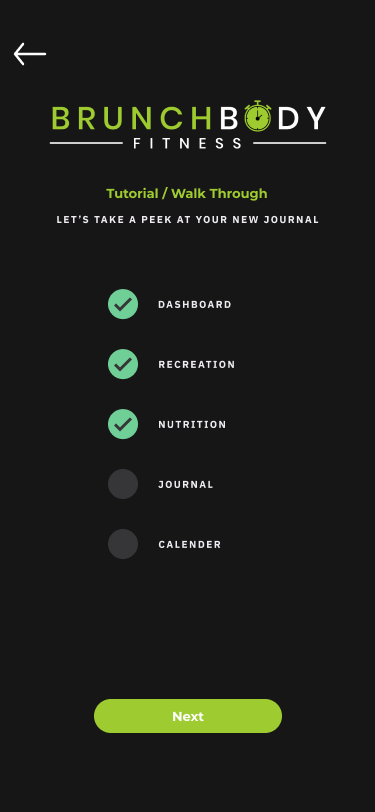 BRUNCHBODY
FITNESS
Tutorial / Walk Through
LET'S TAKE A PEEK AT YOUR NEW JOURNAL
DASHBOARD
RECREATION
NUTRITION
JOURNAL
CALENDER
Next